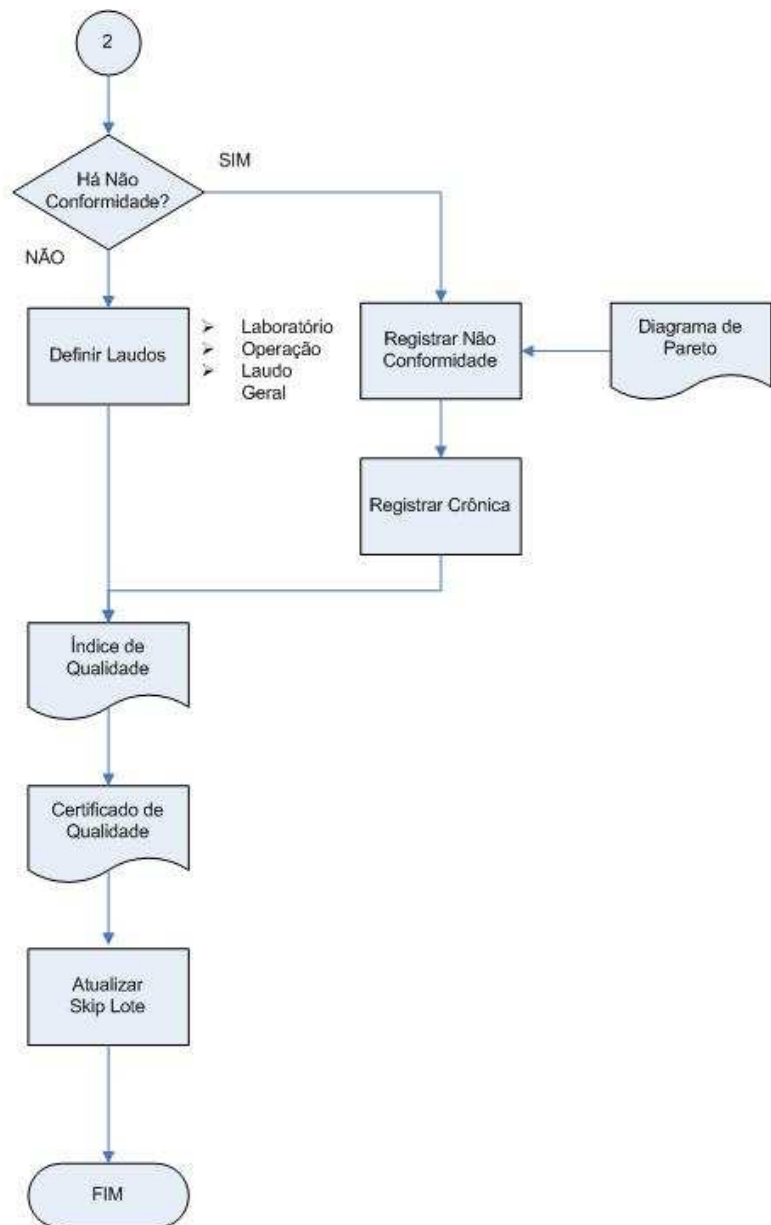 2
Há Não
Conformidade?
SIM
NÃO
Definir Laudos
➢ Laboratório
➢ Operação
➢ Laudo
Geral
Registrar Não
Conformidade
Diagrama de
Pareto
Registrar Crônica
Índice de
Qualidade
Certificado de
Qualidade
Atualizar
Skip Lote
FIM